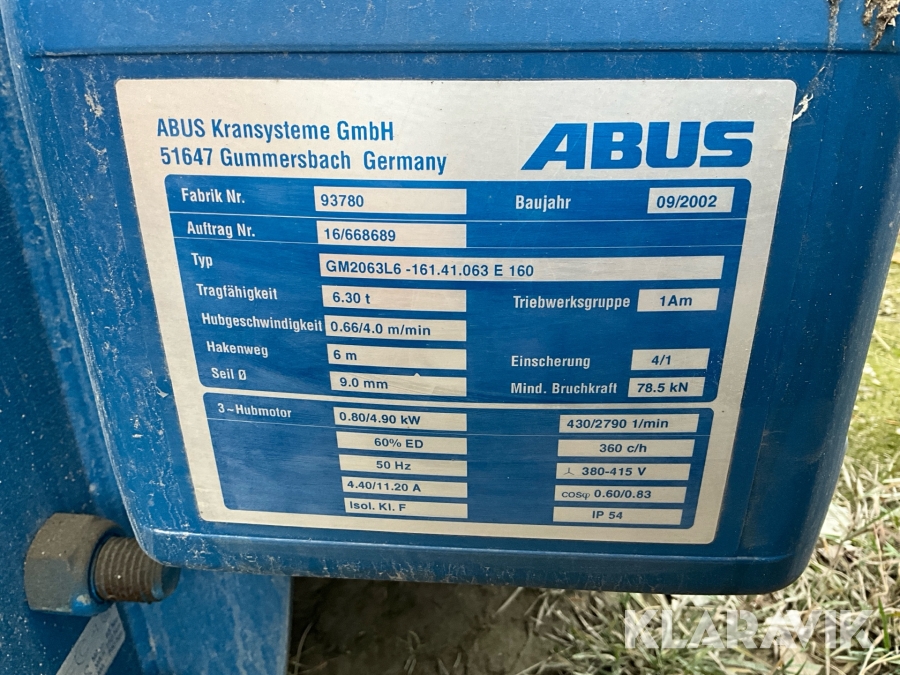 ABUS Kransysteme GmbH
51647 Gummersbach Germany
ABUS
Fabrik Nr. 93780 Baujahr 09/2002
Auftrag Nr. 16/668689
Typ GM2063L6 -161.41.063 E 160
Tragfähigkeit 6.30 t Triebwerksgruppe 1Am
Hubgeschwindigkeit 0.66/4.0 m/min
Hakenweg 6 m Einscherung 4/1
Seil Ø 9.0 mm Mind. Bruchkraft 78.5 kN
3~Hubmotor 0.80/4.90 kW 430/2790 1/min
60% ED 360 c/h
50 Hz ⅄ 380-415 V
4.40/11.20 A cosφ 0.60/0.83
Isol. Kl. F IP 54
KLARAVIK